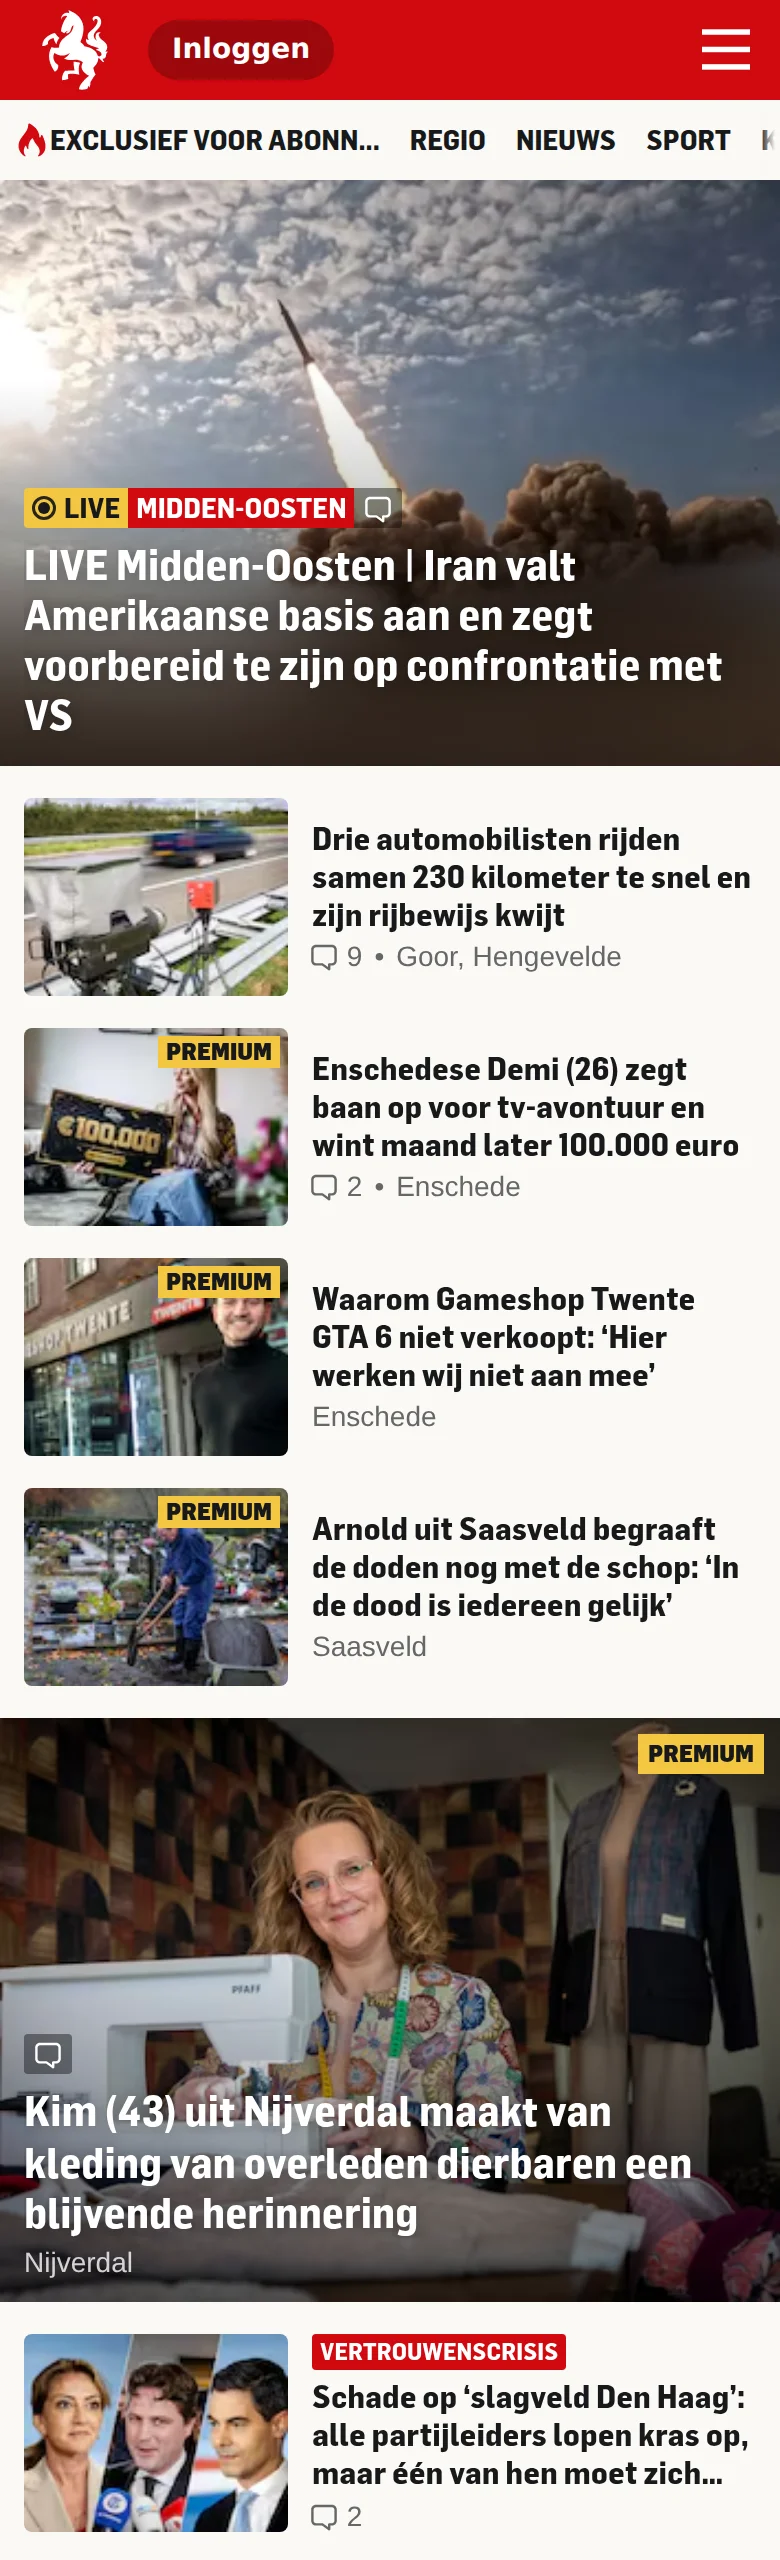 Inloggen
EXCLUSIEF VOOR ABONN... REGIO NIEUWS SPORT
LIVE MIDDEN-OOSTEN
LIVE Midden-Oosten | Iran valt
Amerikaanse basis aan en zegt
voorbereid te zijn op confrontatie met
VS
Drie automobilisten rijden
samen 230 kilometer te snel en
zijn rijbewijs kwijt
9 • Goor, Hengevelde
PREMIUM
€100.000
Enschedese Demi (26) zegt
baan op voor tv-avontuur en
wint maand later 100.000 euro
2 • Enschede
PREMIUM
TWENTE
Waarom Gameshop Twente
GTA 6 niet verkoopt: ‘Hier
werken wij niet aan mee’
Enschede
PREMIUM
Arnold uit Saasveld begraaft
de doden nog met de schop: ‘In
de dood is iedereen gelijk’
Saasveld
PREMIUM
PFAFF
Kim (43) uit Nijverdal maakt van
kleding van overleden dierbaren een
blijvende herinnering
Nijverdal
VERTROUWENSCRISIS
Schade op ‘slagveld Den Haag’:
alle partijleiders lopen kras op,
maar één van hen moet zich...
2